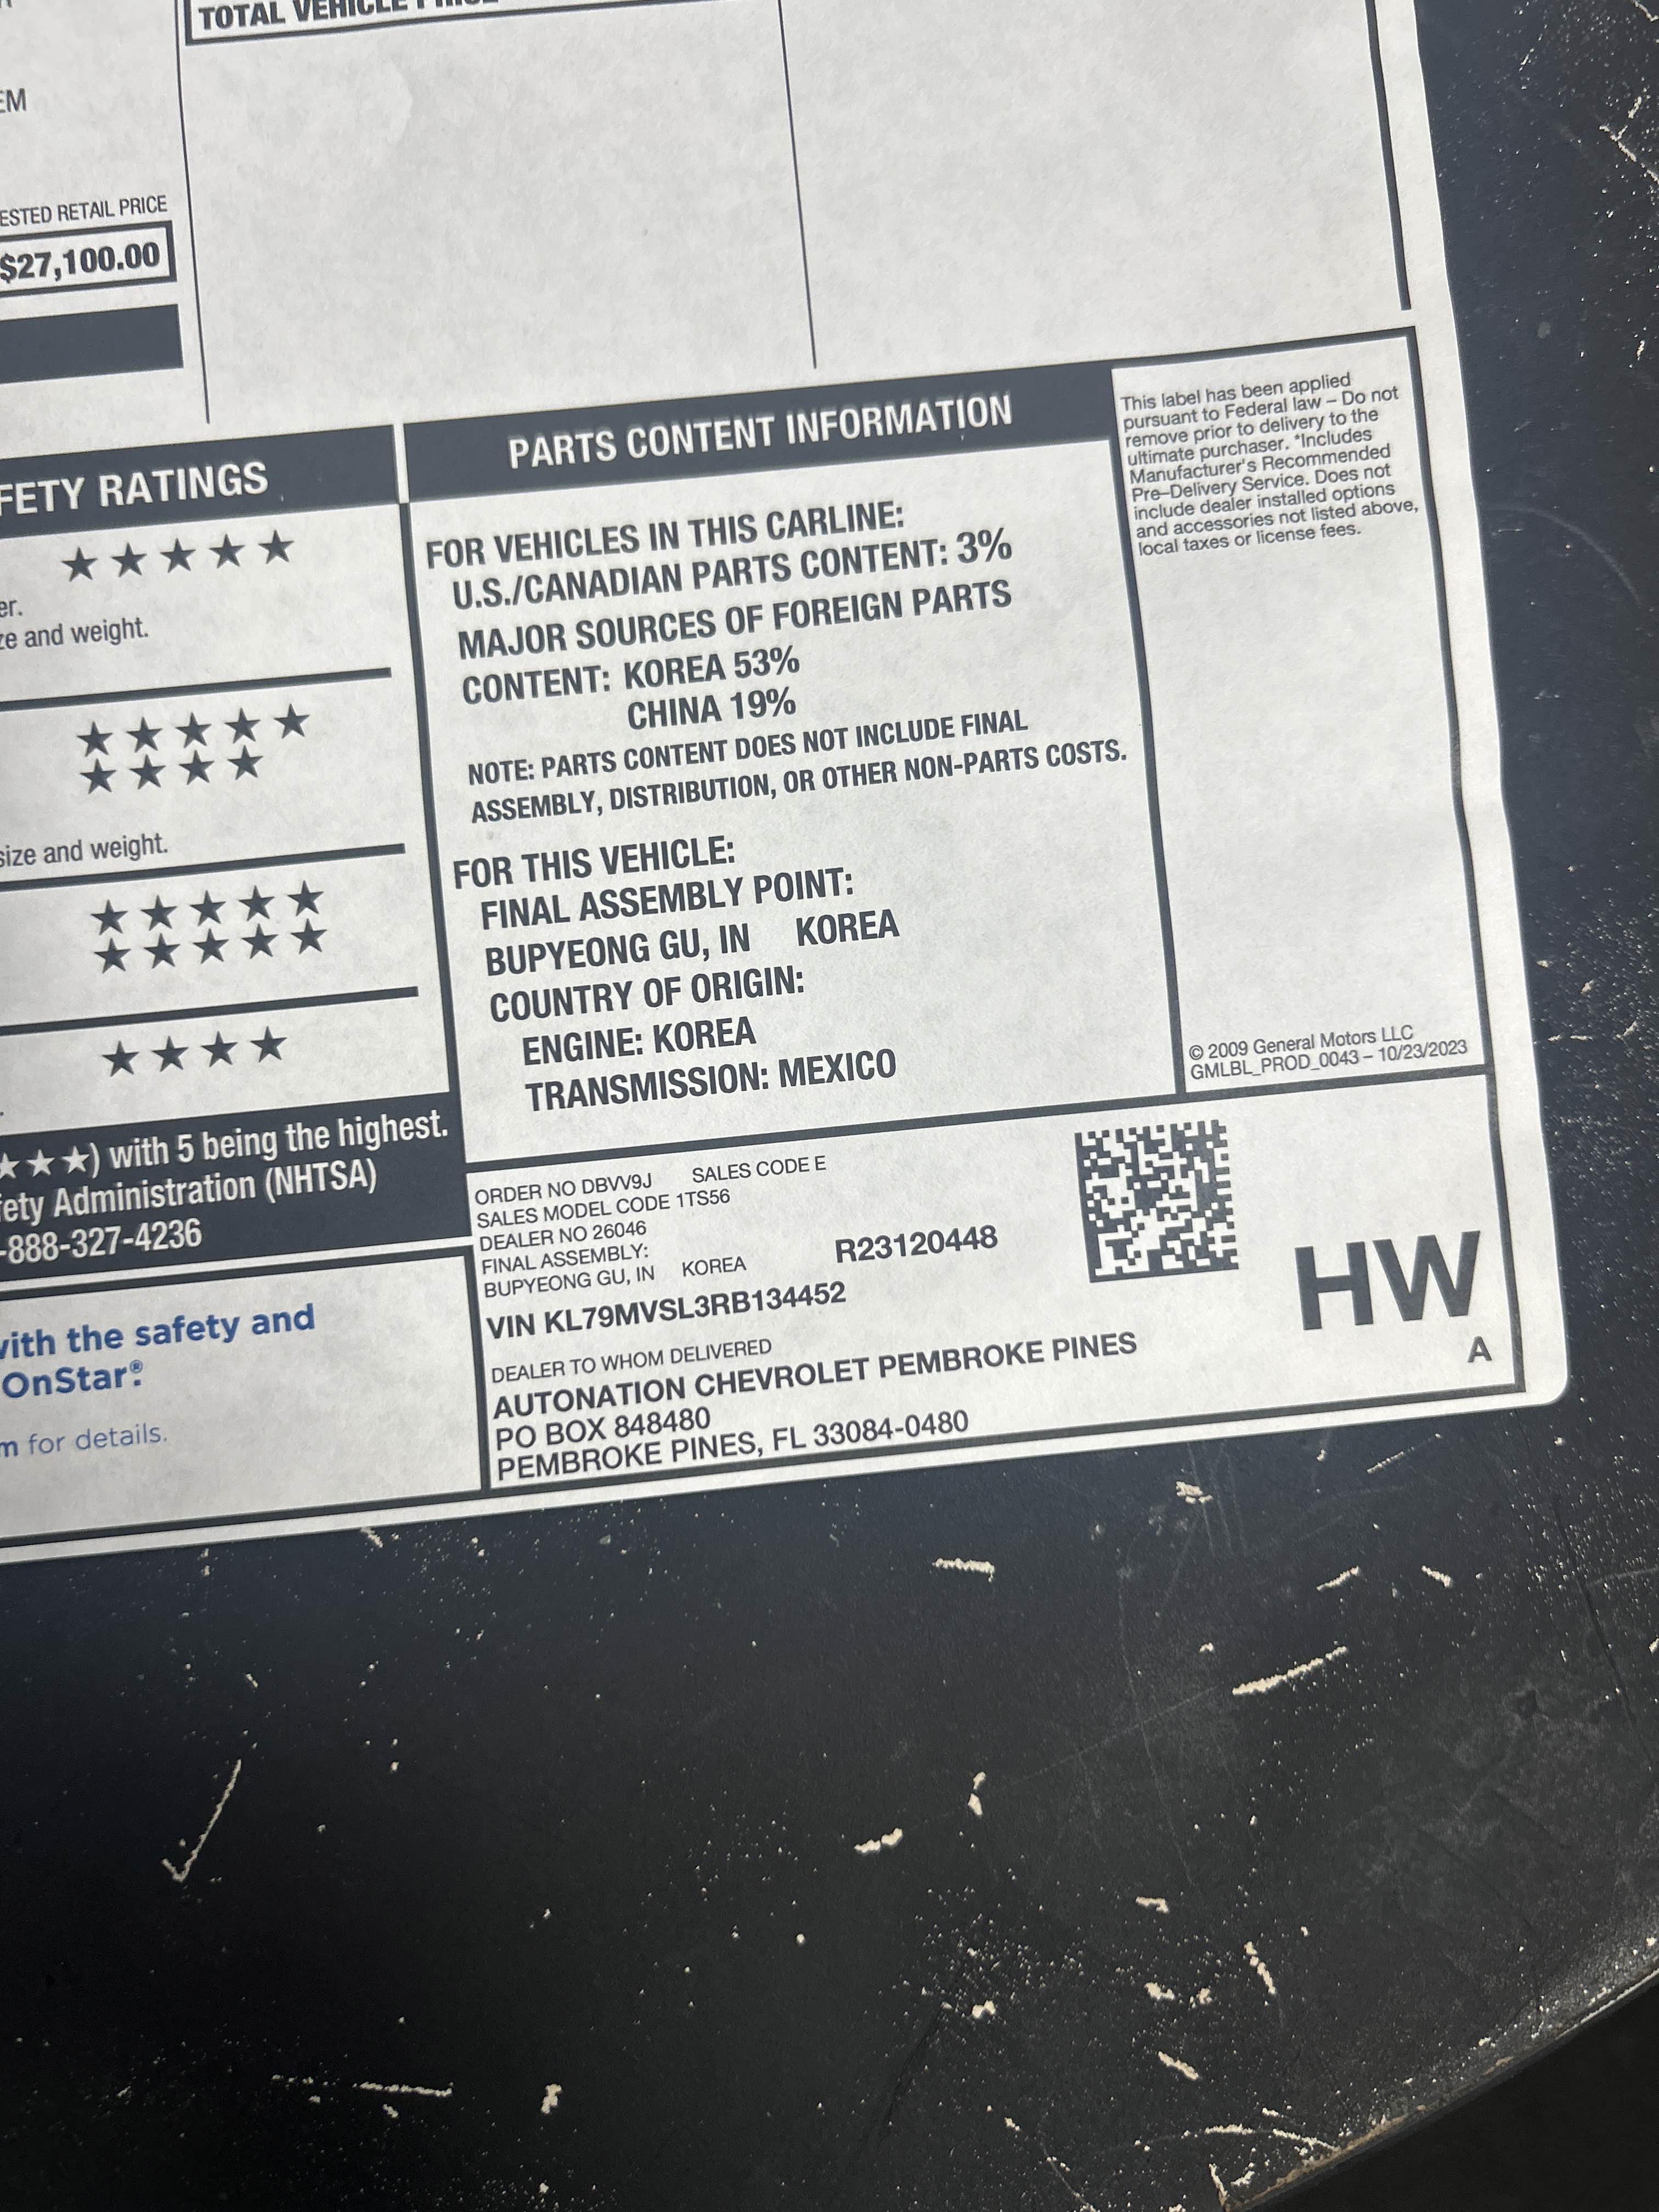 TOTAL VEHICLE PRICE
EM
ESTED RETAIL PRICE
$27,100.00
FETY RATINGS
★★★★★
er.
ze and weight.
★★★★★
★★★★
size and weight.
★★★★★
★★★★★
★★★★
★★★) with 5 being the highest.
fety Administration (NHTSA)
-888-327-4236
with the safety and
OnStar®
m for details.
PARTS CONTENT INFORMATION
FOR VEHICLES IN THIS CARLINE:
U.S./CANADIAN PARTS CONTENT: 3%
MAJOR SOURCES OF FOREIGN PARTS
CONTENT: KOREA 53%
CHINA 19%
NOTE: PARTS CONTENT DOES NOT INCLUDE FINAL
ASSEMBLY, DISTRIBUTION, OR OTHER NON-PARTS COSTS.
FOR THIS VEHICLE:
FINAL ASSEMBLY POINT:
BUPYEONG GU, IN KOREA
COUNTRY OF ORIGIN:
ENGINE: KOREA
TRANSMISSION: MEXICO
This label has been applied
pursuant to Federal law – Do not
remove prior to delivery to the
ultimate purchaser. *Includes
Manufacturer's Recommended
Pre–Delivery Service. Does not
include dealer installed options
and accessories not listed above,
local taxes or license fees.
© 2009 General Motors LLC
GMLBL_PROD_0043 – 10/23/2023
ORDER NO DBVV9J SALES CODE E
SALES MODEL CODE 1TS56
DEALER NO 26046
FINAL ASSEMBLY:
BUPYEONG GU, IN KOREA R23120448
VIN KL79MVSL3RB134452
DEALER TO WHOM DELIVERED
AUTONATION CHEVROLET PEMBROKE PINES
PO BOX 848480
PEMBROKE PINES, FL 33084-0480
HW
A